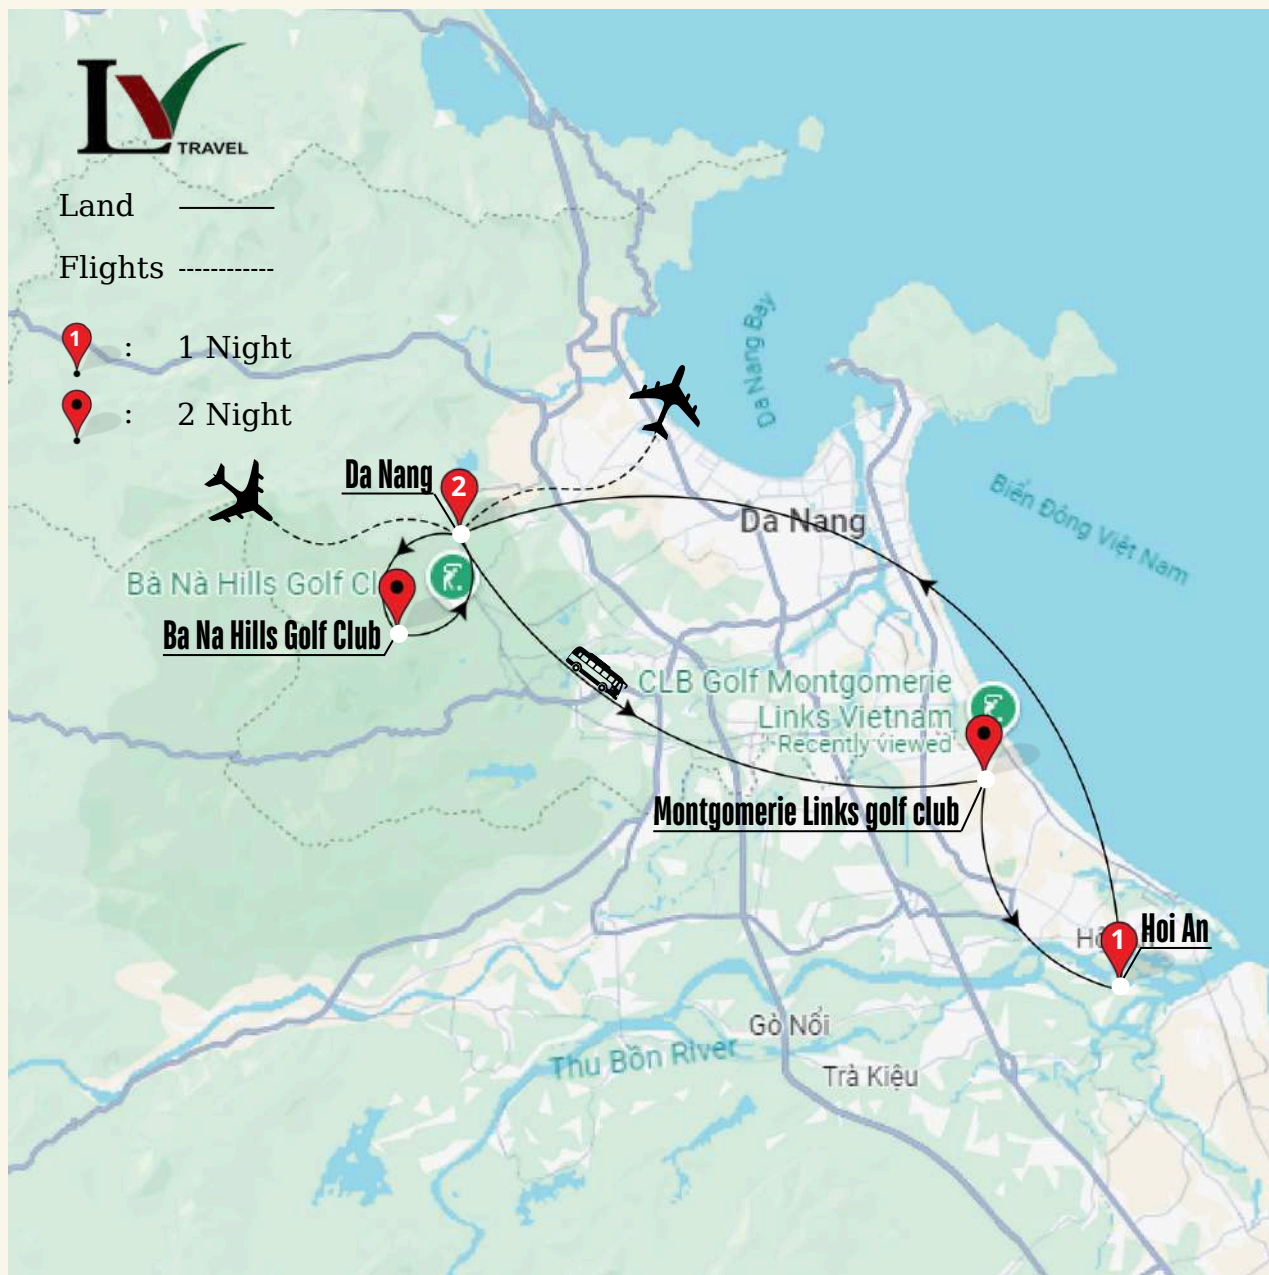 LV
TRAVEL
Land
Flights
1
:
1 Night
:
2 Night
Da Nang Bay
Da Nang
2
Da Nang
Biển Đông Việt Nam
Bà Nà Hills Golf Cl
Ba Na Hills Golf Club
CLB Golf Montgomerie
Links Vietnam
Recently viewed
Montgomerie Links golf club
1
Hoi An
Gò Nổi
Thu Bồn River
Trà Kiệu